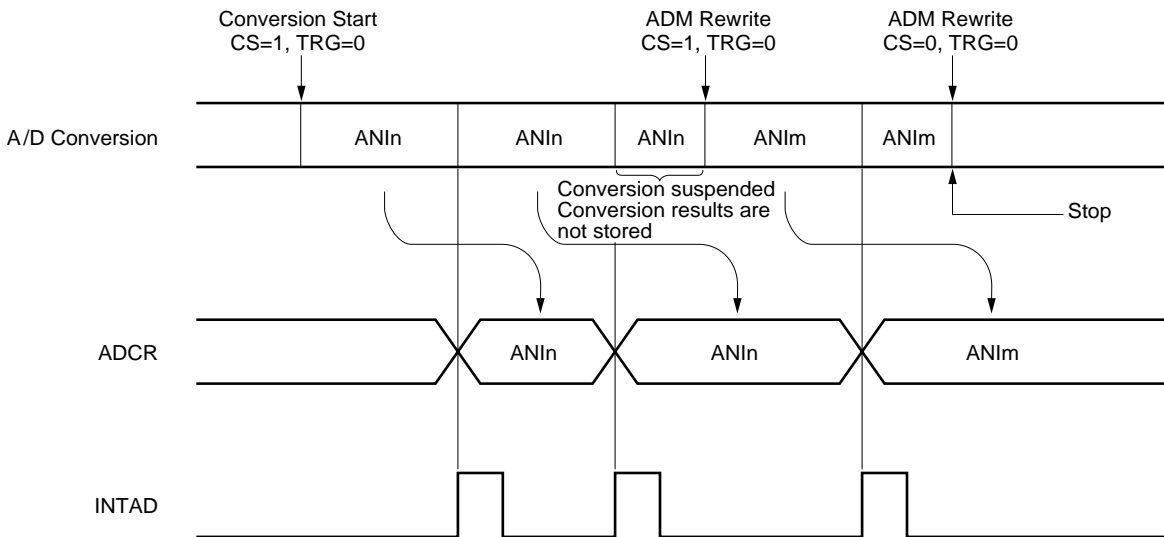 Conversion Start
CS=1, TRG=0
ADM Rewrite
CS=1, TRG=0
ADM Rewrite
CS=0, TRG=0
A/D Conversion
ANIn
ANIn
ANIn
ANIm
ANIm
Conversion suspended
Conversion results are
not stored
Stop
ADCR
ANIn
ANIn
ANIm
INTAD